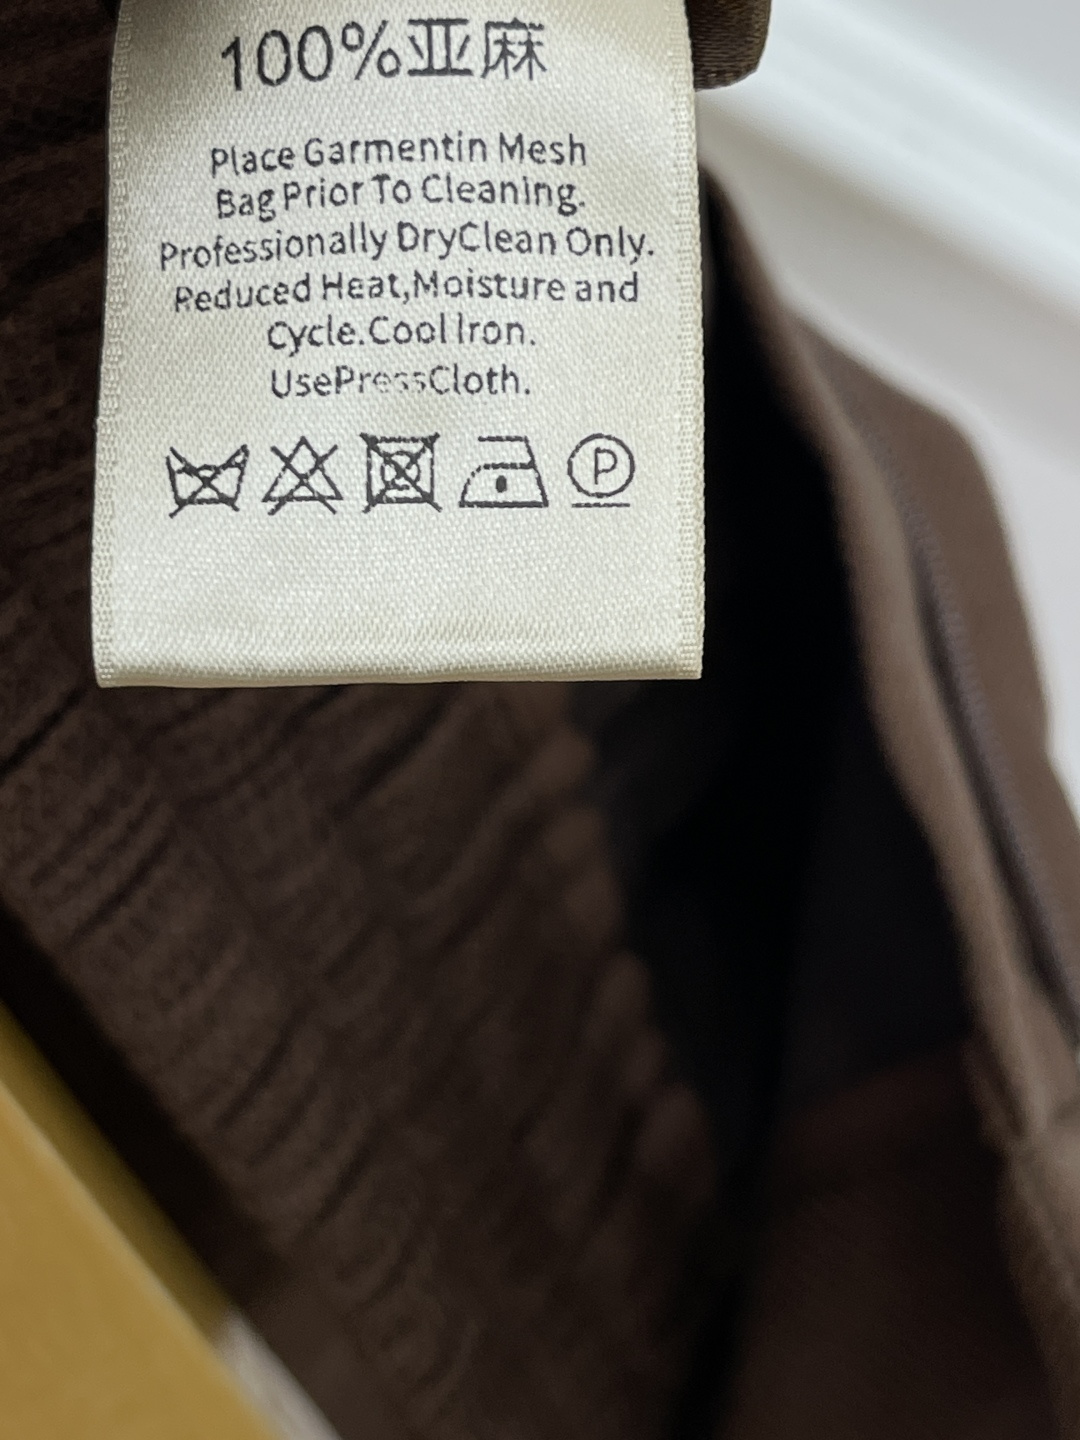 100%亚麻
Place Garmentin Mesh
Bag Prior To Cleaning.
Professionally DryClean Only.
Reduced Heat,Moisture and
Cycle.Cool Iron.
UsePressCloth.
P